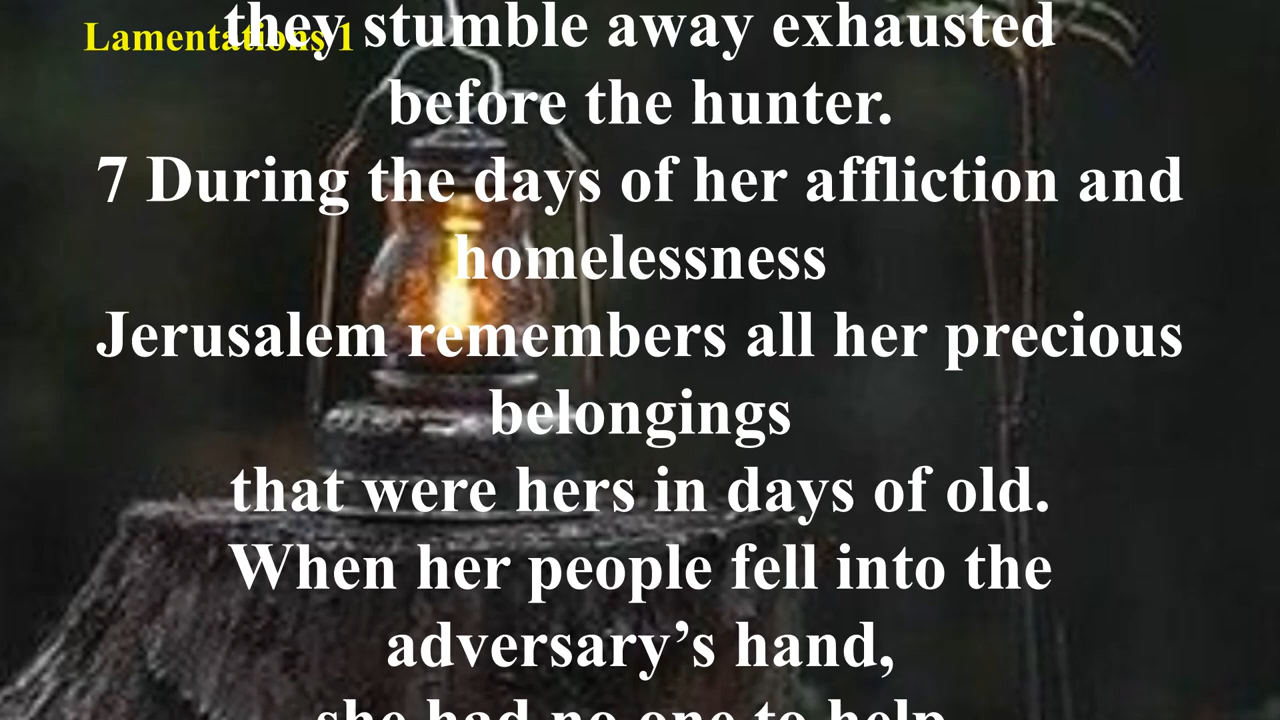 Lamentations 1
they stumble away exhausted
before the hunter.
7 During the days of her affliction and
homelessness
Jerusalem remembers all her precious
belongings
that were hers in days of old.
When her people fell into the
adversary’s hand,
she had no one to help.